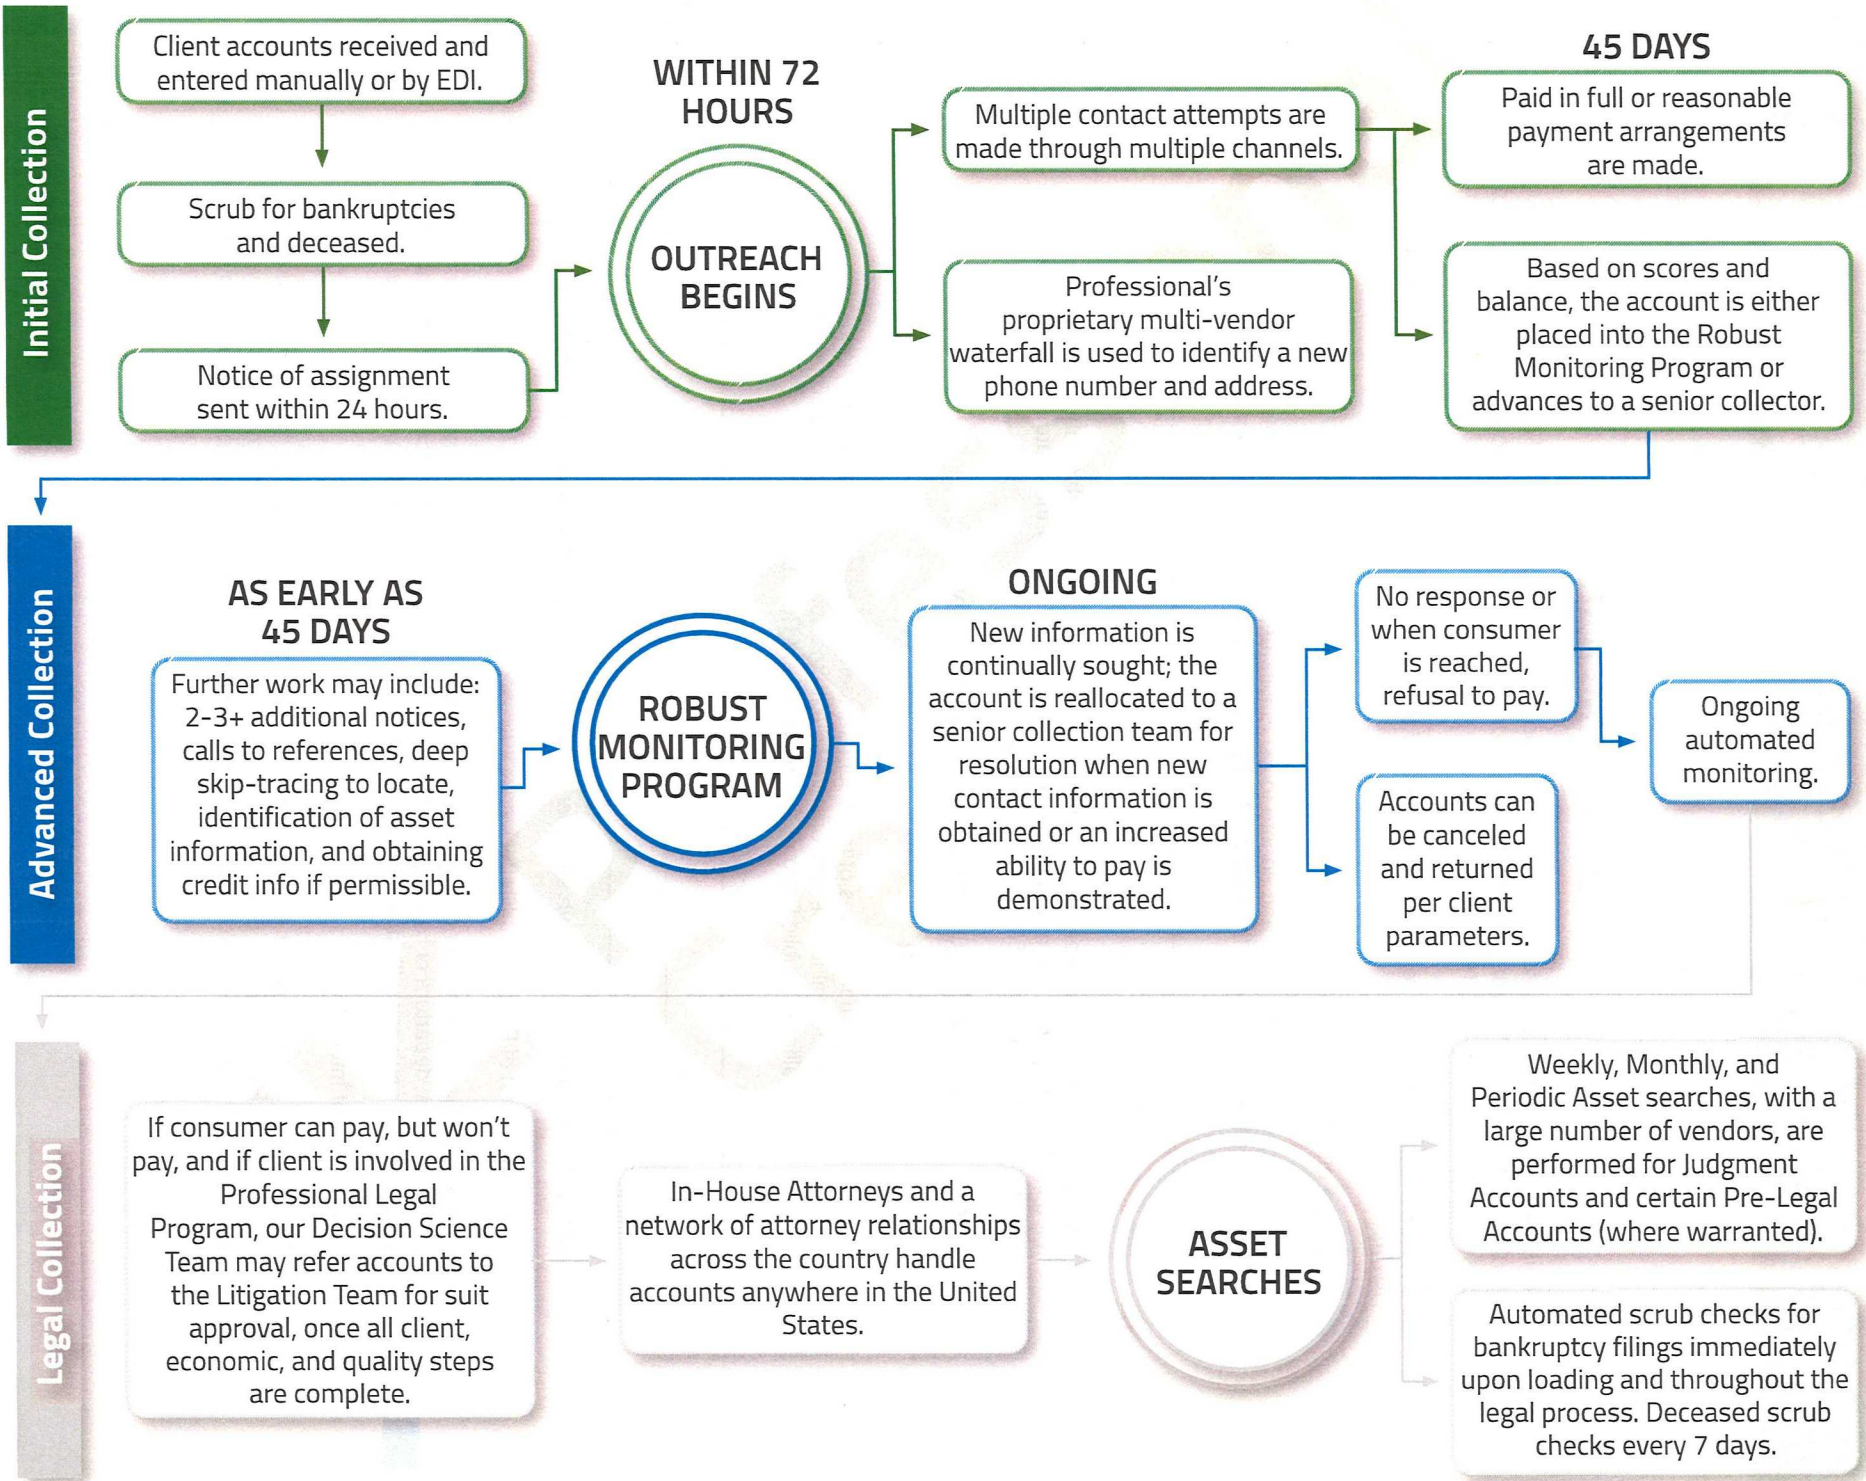 Initial Collection
Client accounts received and
entered manually or by EDI.
Scrub for bankruptcies
and deceased.
Notice of assignment
sent within 24 hours.
WITHIN 72
HOURS
OUTREACH
BEGINS
Multiple contact attempts are
made through multiple channels.
Professional's
proprietary multi-vendor
waterfall is used to identify a new
phone number and address.
45 DAYS
Paid in full or reasonable
payment arrangements
are made.
Based on scores and
balance, the account is either
placed into the Robust
Monitoring Program or
advances to a senior collector.
Advanced Collection
AS EARLY AS
45 DAYS
Further work may include:
2-3+ additional notices,
calls to references, deep
skip-tracing to locate,
identification of asset
information, and obtaining
credit info if permissible.
ROBUST
MONITORING
PROGRAM
ONGOING
New information is
continually sought; the
account is reallocated to a
senior collection team for
resolution when new
contact information is
obtained or an increased
ability to pay is
demonstrated.
No response or
when consumer
is reached,
refusal to pay.
Accounts can
be canceled
and returned
per client
parameters.
Ongoing
automated
monitoring.
Legal Collection
If consumer can pay, but won't
pay, and if client is involved in the
Professional Legal
Program, our Decision Science
Team may refer accounts to
the Litigation Team for suit
approval, once all client,
economic, and quality steps
are complete.
In-House Attorneys and a
network of attorney relationships
across the country handle
accounts anywhere in the United
States.
ASSET
SEARCHES
Weekly, Monthly, and
Periodic Asset searches, with a
large number of vendors, are
performed for Judgment
Accounts and certain Pre-Legal
Accounts (where warranted).
Automated scrub checks for
bankruptcy filings immediately
upon loading and throughout the
legal process. Deceased scrub
checks every 7 days.